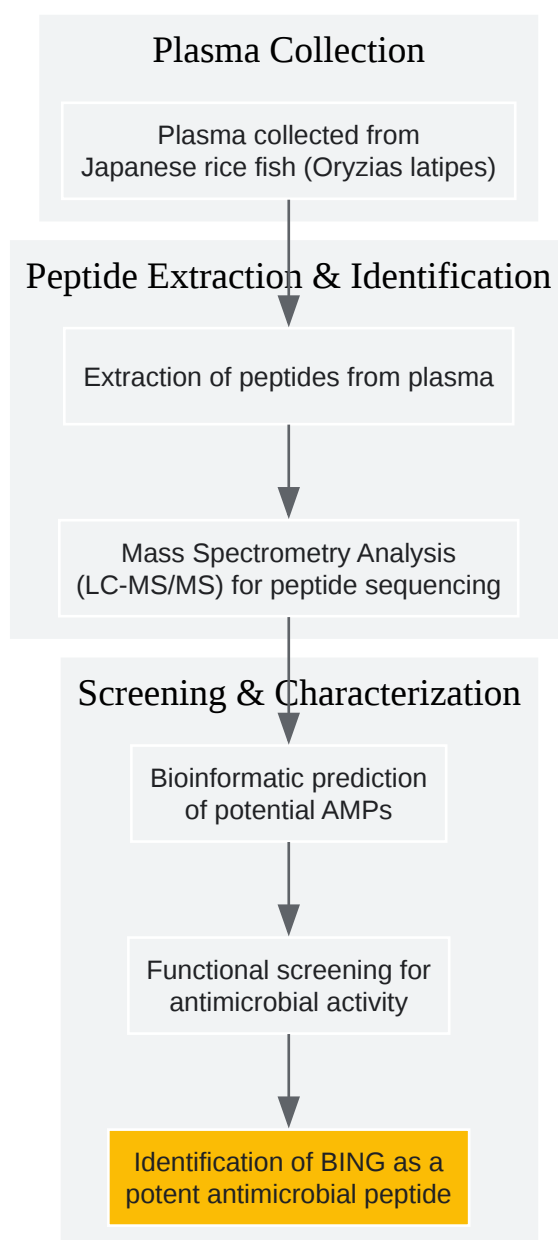 Plasma Collection
Plasma collected from
Japanese rice fish (Oryzias latipes)
Peptide Extraction & Identification
Extraction of peptides from plasma
Mass Spectrometry Analysis
(LC-MS/MS) for peptide sequencing
Screening & Characterization
Bioinformatic prediction
of potential AMPs
Functional screening for
antimicrobial activity
Identification of BING as a
potent antimicrobial peptide